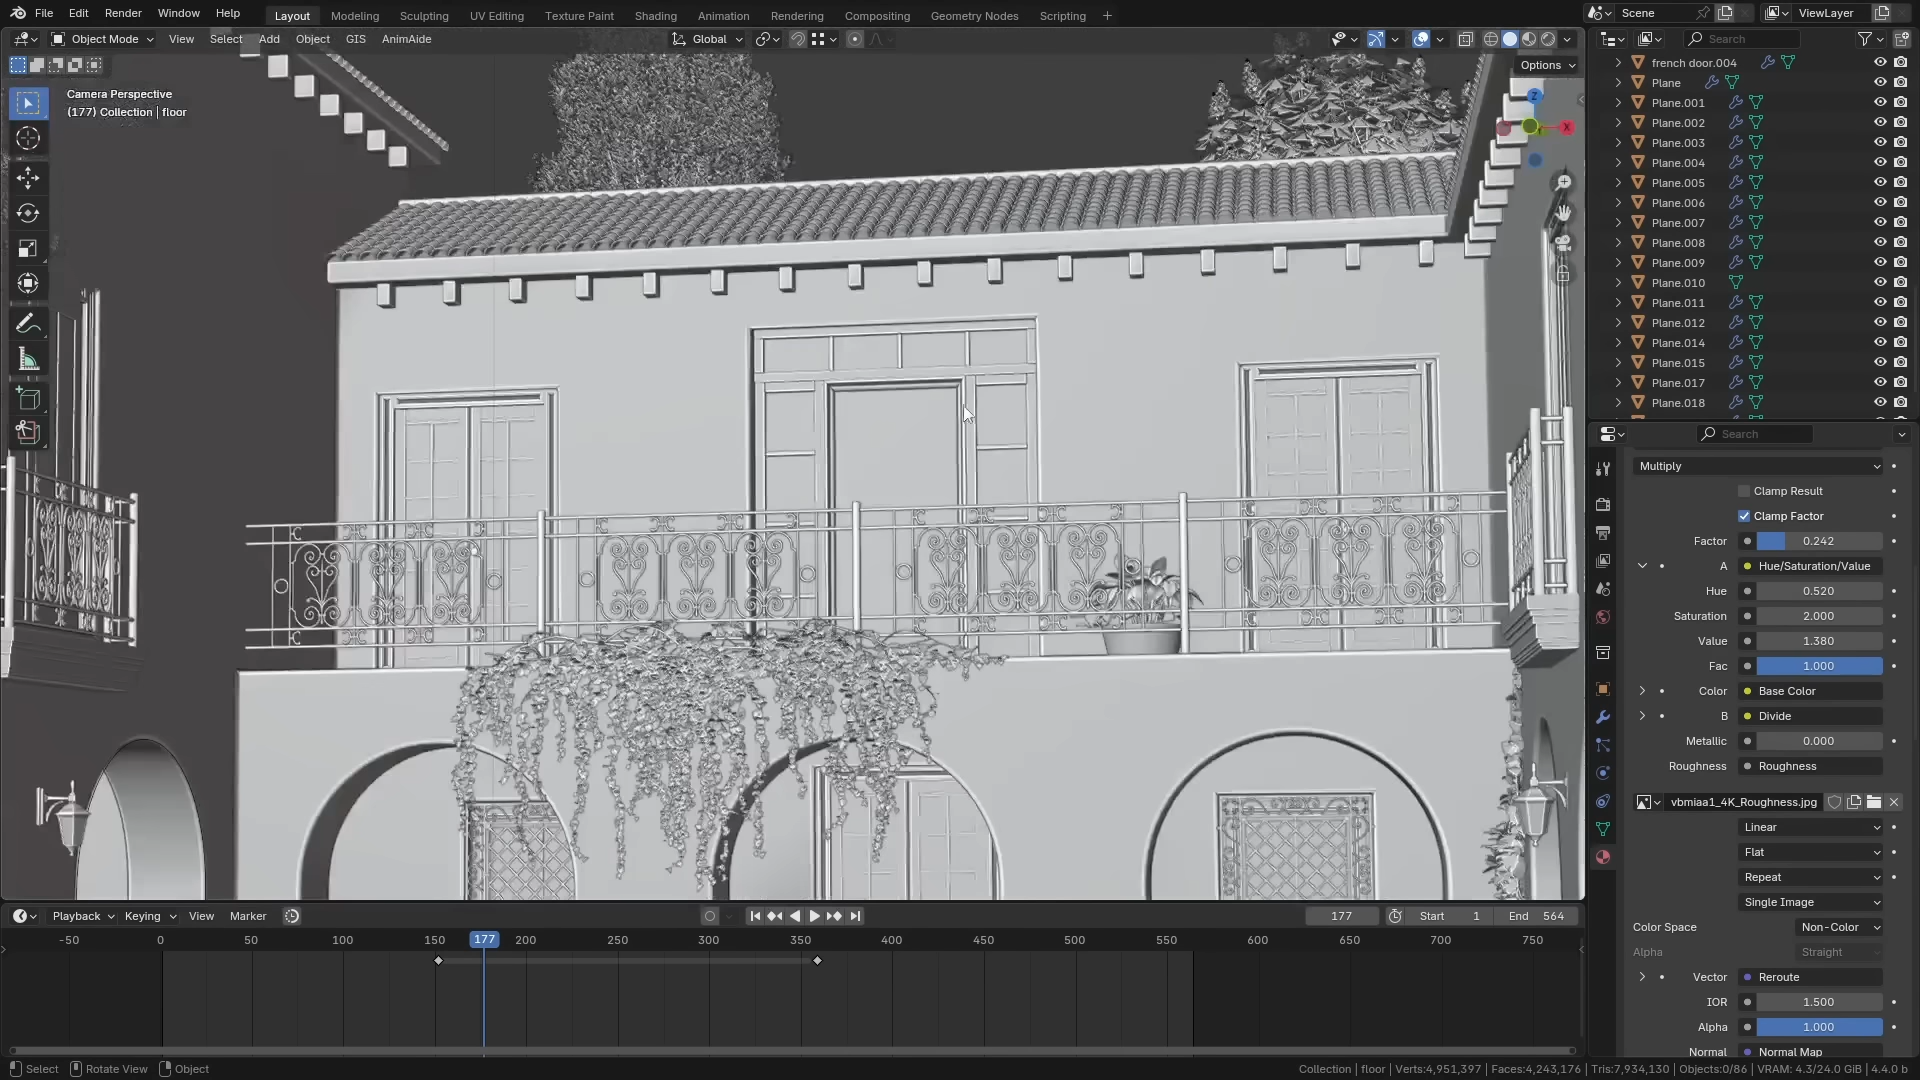 File Edit Render Window Help Layout Modeling Sculpting UV Editing Texture Paint Shading Animation Rendering Compositing Geometry Nodes Scripting + Scene ViewLayer
Object Mode View Select Add Object GIS AnimAide Global Search
Options
Camera Perspective
(177) Collection | floor
Z
X
french door.004
Plane
Plane.001
Plane.002
Plane.003
Plane.004
Plane.005
Plane.006
Plane.007
Plane.008
Plane.009
Plane.010
Plane.011
Plane.012
Plane.014
Plane.015
Plane.017
Plane.018
Search
Multiply
Clamp Result
Clamp Factor
Factor 0.242
A Hue/Saturation/Value
Hue 0.520
Saturation 2.000
Value 1.380
Fac 1.000
Color Base Color
B Divide
Metallic 0.000
Roughness Roughness
vbmiaa1_4K_Roughness.jpg
Linear
Flat
Repeat
Single Image
Color Space Non-Color
Alpha Straight
Vector Reroute
IOR 1.500
Alpha 1.000
Normal Normal Map
Playback Keying View Marker 177 Start 1 End 564
-50 0 50 100 150 177 200 250 300 350 400 450 500 550 600 650 700 750
Select Rotate View Object Collection | floor | Verts:4,951,397 | Faces:4,243,176 | Tris:7,934,130 | Objects:0/86 | VRAM: 4.3/24.0 GiB | 4.4.0 b